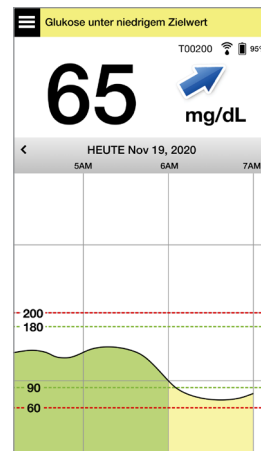 Glukose unter niedrigem Zielwert
T00200 95%
65
mg/dL
HEUTE Nov 19, 2020
5AM 6AM 7AM
200
180
90
60